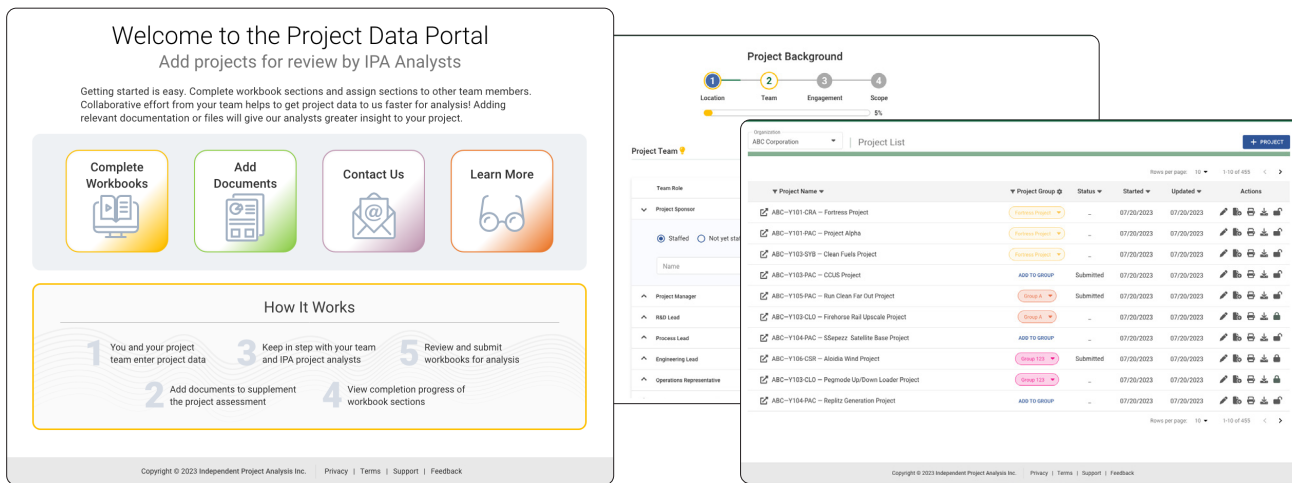 Welcome to the Project Data Portal
Add projects for review by IPA Analysts
Getting started is easy. Complete workbook sections and assign sections to other team members.
Collaborative effort from your team helps to get project data to us faster for analysis! Adding
relevant documentation or files will give our analysts greater insight to your project.
Complete
Workbooks
Add
Documents
Contact Us
Learn More
How It Works
1 You and your project
team enter project data
3 Keep in step with your team
and IPA project analysts
5 Review and submit
workbooks for analysis
2 Add documents to supplement
the project assessment
4 View completion progress of
workbook sections
Copyright © 2023 Independent Project Analysis Inc. Privacy | Terms | Support | Feedback
Project Background
1 2 3 4
Location Team Engagement Scope
5%
Project Team
Team Role
Project Sponsor
Staffed Not yet staf
Name
Project Manager
R&D Lead
Process Lead
Engineering Lead
Operations Representative
Organization
ABC Corporation | Project List
+ PROJECT
Rows per page: 10 1-10 of 455 < >
Project Name Project Group Status Started Updated Actions
ABC–Y101-CRA – Fortress Project Fortress Project _ 07/20/2023 07/20/2023
ABC–Y101-PAC – Project Alpha Fortress Project _ 07/20/2023 07/20/2023
ABC–Y103-SYB – Clean Fuels Project Fortress Project _ 07/20/2023 07/20/2023
ABC–Y103-PAC – CCUS Project ADD TO GROUP Submitted 07/20/2023 07/20/2023
ABC–Y105-PAC – Run Clean Far Out Project Group A Submitted 07/20/2023 07/20/2023
ABC–Y103-CLO – Firehorse Rail Upscale Project Group A _ 07/20/2023 07/20/2023
ABC–Y104-PAC – SSepezz Satellite Base Project ADD TO GROUP _ 07/20/2023 07/20/2023
ABC–Y106-CSR – Aloidia Wind Project Group 123 Submitted 07/20/2023 07/20/2023
ABC–Y103-CLO – Pegmode Up/Down Loader Project Group 123 _ 07/20/2023 07/20/2023
ABC–Y104-PAC – Replitz Generation Project ADD TO GROUP _ 07/20/2023 07/20/2023
Rows per page: 10 1-10 of 455 < >
Copyright © 2023 Independent Project Analysis Inc. Privacy | Terms | Support | Feedback